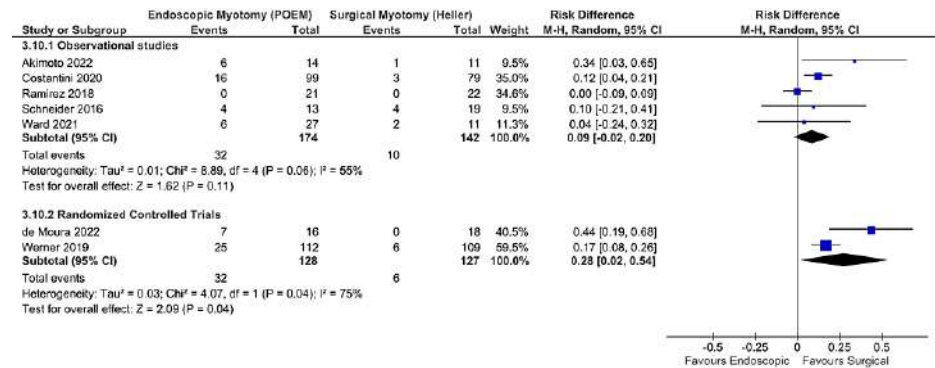 Endoscopic Myotomy (POEM) Surgical Myotomy (Heller) Risk Difference Risk Difference
Study or Subgroup Events Total Events Total Weight M-H, Random, 95% CI M-H, Random, 95% CI
3.10.1 Observational studies
Akimoto 2022 6 14 1 11 9.5% 0.34 [0.03, 0.65]
Costantini 2020 16 99 3 79 35.0% 0.12 [0.04, 0.21]
Ramirez 2018 0 21 0 22 34.6% 0.00 [-0.09, 0.09]
Schneider 2016 4 13 4 19 9.5% 0.10 [-0.21, 0.41]
Ward 2021 6 27 2 11 11.3% 0.04 [-0.24, 0.32]
Subtotal (95% CI) 174 142 100.0% 0.09 [-0.02, 0.20]
Total events 32 10
Heterogeneity: Tau² = 0.01; Chi² = 8.89, df = 4 (P = 0.06); I² = 55%
Test for overall effect: Z = 1.62 (P = 0.11)
3.10.2 Randomized Controlled Trials
de Moura 2022 7 16 0 18 40.5% 0.44 [0.19, 0.68]
Werner 2019 25 112 6 109 59.5% 0.17 [0.08, 0.26]
Subtotal (95% CI) 128 127 100.0% 0.28 [0.02, 0.54]
Total events 32 6
Heterogeneity: Tau² = 0.03; Chi² = 4.07, df = 1 (P = 0.04); I² = 75%
Test for overall effect: Z = 2.09 (P = 0.04)
-0.5 -0.25 0 0.25 0.5
Favours Endoscopic Favours Surgical